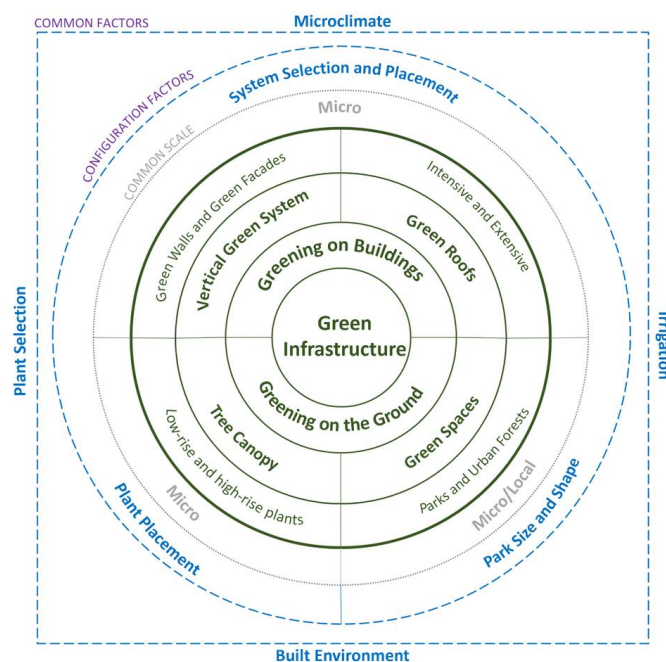 COMMON FACTORS
Microclimate
CONFIGURATION FACTORS
System Selection and Placement
COMMON SCALE
Micro
Green Walls and Green Facades
Intensive and Extensive
Vertical Green System
Green Roofs
Greening on Buildings
Green
Infrastructure
Plant Selection
Irrigation
Greening on the Ground
Tree Canopy
Green Spaces
Low-rise and high-rise plants
Parks and Urban Forests
Micro
Micro/Local
Plant Placement
Park Size and Shape
Built Environment